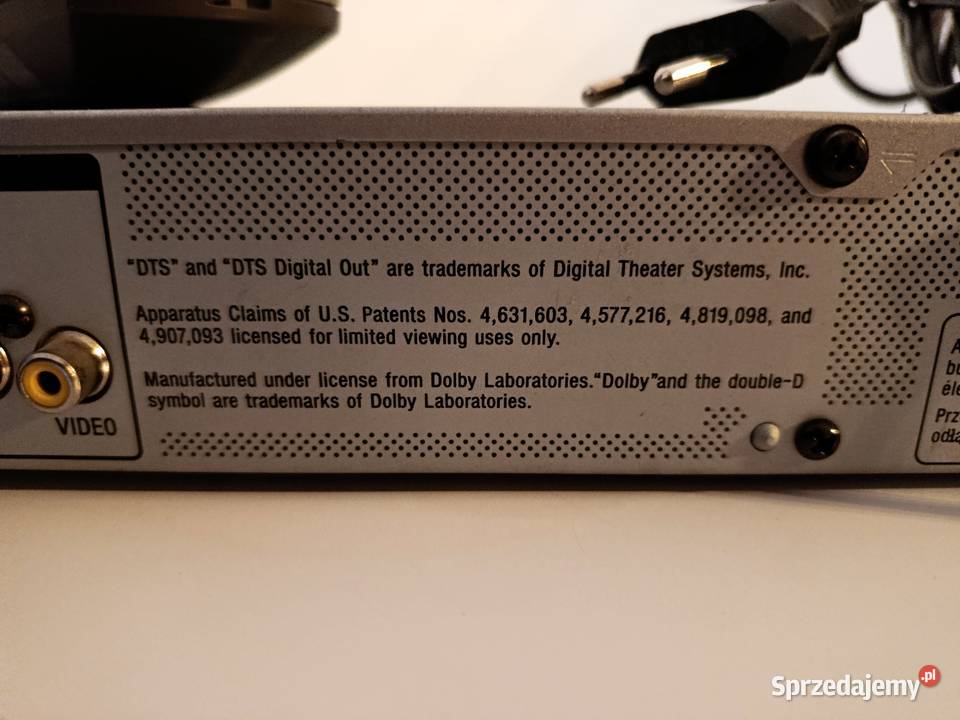 "DTS" and "DTS Digital Out" are trademarks of Digital Theater Systems, Inc.
Apparatus Claims of U.S. Patents Nos. 4,631,603, 4,577,216, 4,819,098, and
4,907,093 licensed for limited viewing uses only.
Manufactured under license from Dolby Laboratories."Dolby"and the double-D
symbol are trademarks of Dolby Laboratories.
VIDEO
Prz
odła
Sprzedajemy.pl